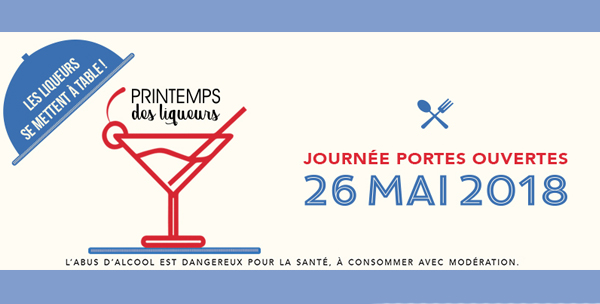 LES LIQUEURS
SE METTENT À TABLE !
PRINTEMPS
des liqueurs
JOURNÉE PORTES OUVERTES
26 MAI 2018
L'ABUS D'ALCOOL EST DANGEREUX POUR LA SANTÉ, À CONSOMMER AVEC MODÉRATION.